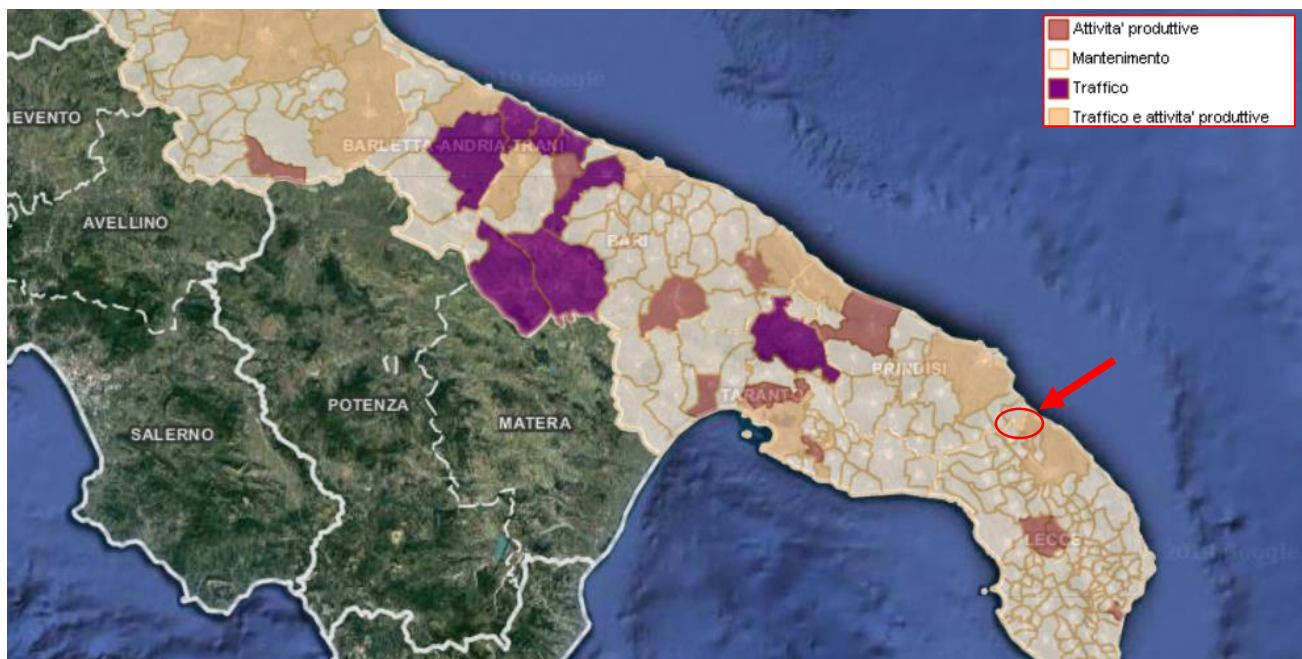 Attivita' produttive
Mantenimento
Traffico
Traffico e attivita' produttive
NEVENTO
BARLETTA-ANDRIA-TRANI
AVELLINO
BARI
POTENZA
MATERA
SALERNO
TARANTO
BRINDISI
LECCE
Google